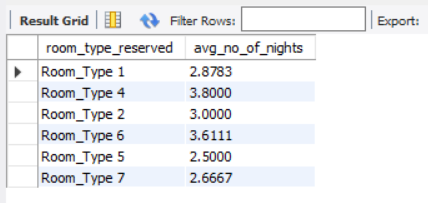 Result Grid Filter Rows: Export:
room_type_reserved avg_no_of_nights
Room_Type 1 2.8783
Room_Type 4 3.8000
Room_Type 2 3.0000
Room_Type 6 3.6111
Room_Type 5 2.5000
Room_Type 7 2.6667